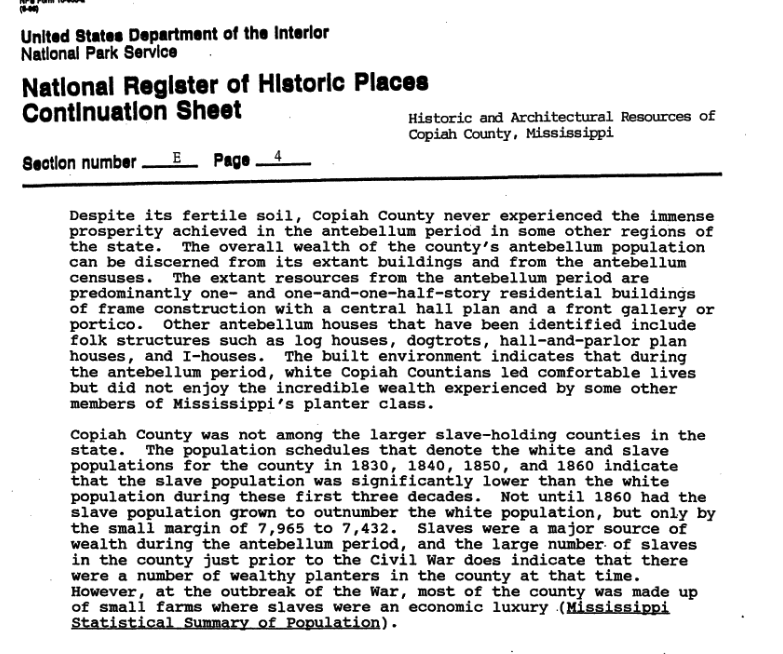 United States Department of the Interior
National Park Service
National Register of Historic Places
Continuation Sheet
Historic and Architectural Resources of
Copiah County, Mississippi
Section number E Page 4
Despite its fertile soil, Copiah County never experienced the immense
prosperity achieved in the antebellum period in some other regions of
the state. The overall wealth of the county's antebellum population
can be discerned from its extant buildings and from the antebellum
censuses. The extant resources from the antebellum period are
predominantly one- and one-and-one-half-story residential buildings
of frame construction with a central hall plan and a front gallery or
portico. Other antebellum houses that have been identified include
folk structures such as log houses, dogtrots, hall-and-parlor plan
houses, and I-houses. The built environment indicates that during
the antebellum period, white Copiah Countians led comfortable lives
but did not enjoy the incredible wealth experienced by some other
members of Mississippi's planter class.
Copiah County was not among the larger slave-holding counties in the
state. The population schedules that denote the white and slave
populations for the county in 1830, 1840, 1850, and 1860 indicate
that the slave population was significantly lower than the white
population during these first three decades. Not until 1860 had the
slave population grown to outnumber the white population, but only by
the small margin of 7,965 to 7,432. Slaves were a major source of
wealth during the antebellum period, and the large number of slaves
in the county just prior to the Civil War does indicate that there
were a number of wealthy planters in the county at that time.
However, at the outbreak of the War, most of the county was made up
of small farms where slaves were an economic luxury (Mississippi
Statistical Summary of Population).